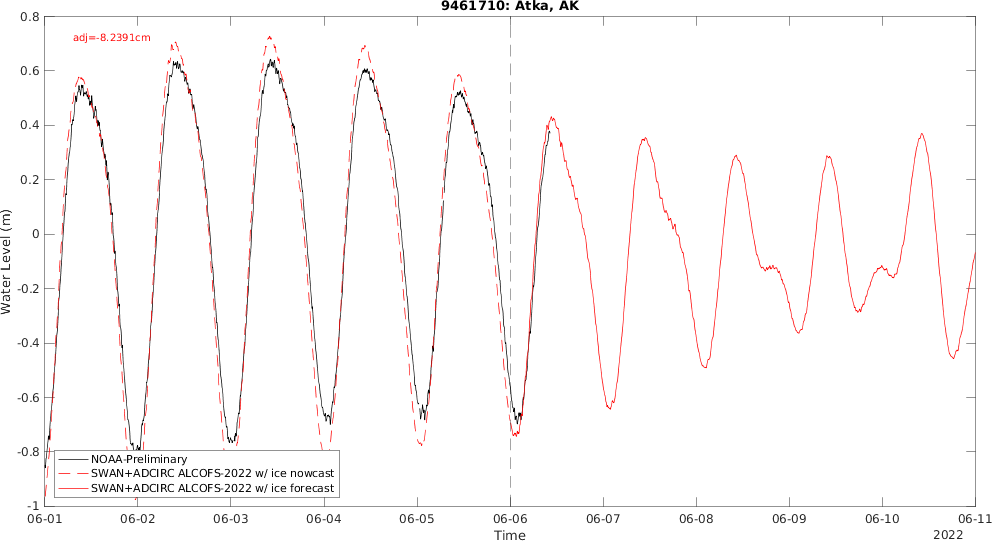 9461710: Atka, AK
adj=-8.2391cm
0.8
0.6
0.4
0.2
0
-0.2
-0.4
-0.6
-0.8
-1
Water Level (m)
NOAA-Preliminary
SWAN+ADCIRC ALCOFS-2022 w/ ice nowcast
SWAN+ADCIRC ALCOFS-2022 w/ ice forecast
06-01 06-02 06-03 06-04 06-05 06-06 06-07 06-08 06-09 06-10 06-11
Time
2022